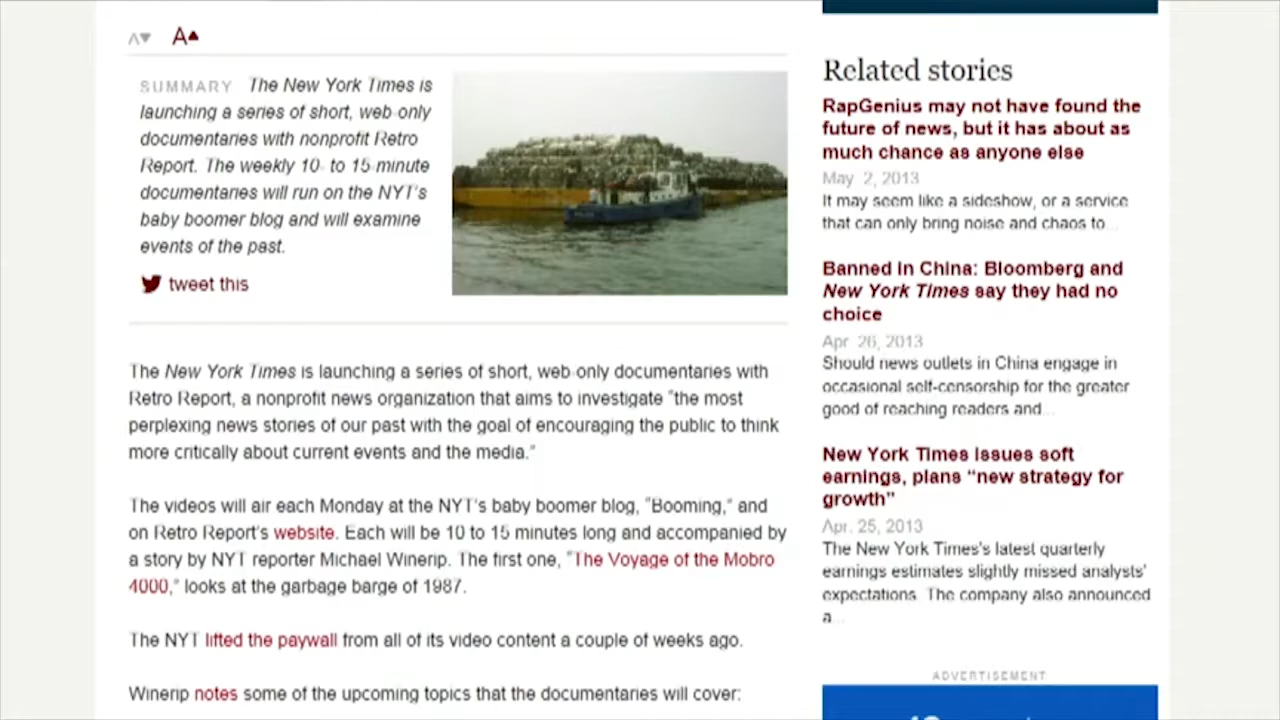 A▼ A▲
SUMMARY The New York Times is
launching a series of short, web-only
documentaries with nonprofit Retro
Report. The weekly 10- to 15-minute
documentaries will run on the NYT's
baby boomer blog and will examine
events of the past.
tweet this
The New York Times is launching a series of short, web-only documentaries with
Retro Report, a nonprofit news organization that aims to investigate "the most
perplexing news stories of our past with the goal of encouraging the public to think
more critically about current events and the media."
The videos will air each Monday at the NYT's baby boomer blog, "Booming," and
on Retro Report's website. Each will be 10 to 15 minutes long and accompanied by
a story by NYT reporter Michael Winerip. The first one, "The Voyage of the Mobro
4000," looks at the garbage barge of 1987.
The NYT lifted the paywall from all of its video content a couple of weeks ago.
Winerip notes some of the upcoming topics that the documentaries will cover:
Related stories
RapGenius may not have found the
future of news, but it has about as
much chance as anyone else
May 2, 2013
It may seem like a sideshow, or a service
that can only bring noise and chaos to...
Banned in China: Bloomberg and
New York Times say they had no
choice
Apr. 26, 2013
Should news outlets in China engage in
occasional self-censorship for the greater
good of reaching readers and...
New York Times issues soft
earnings, plans “new strategy for
growth”
Apr. 25, 2013
The New York Times's latest quarterly
earnings estimates slightly missed analysts'
expectations. The company also announced
a...
ADVERTISEMENT